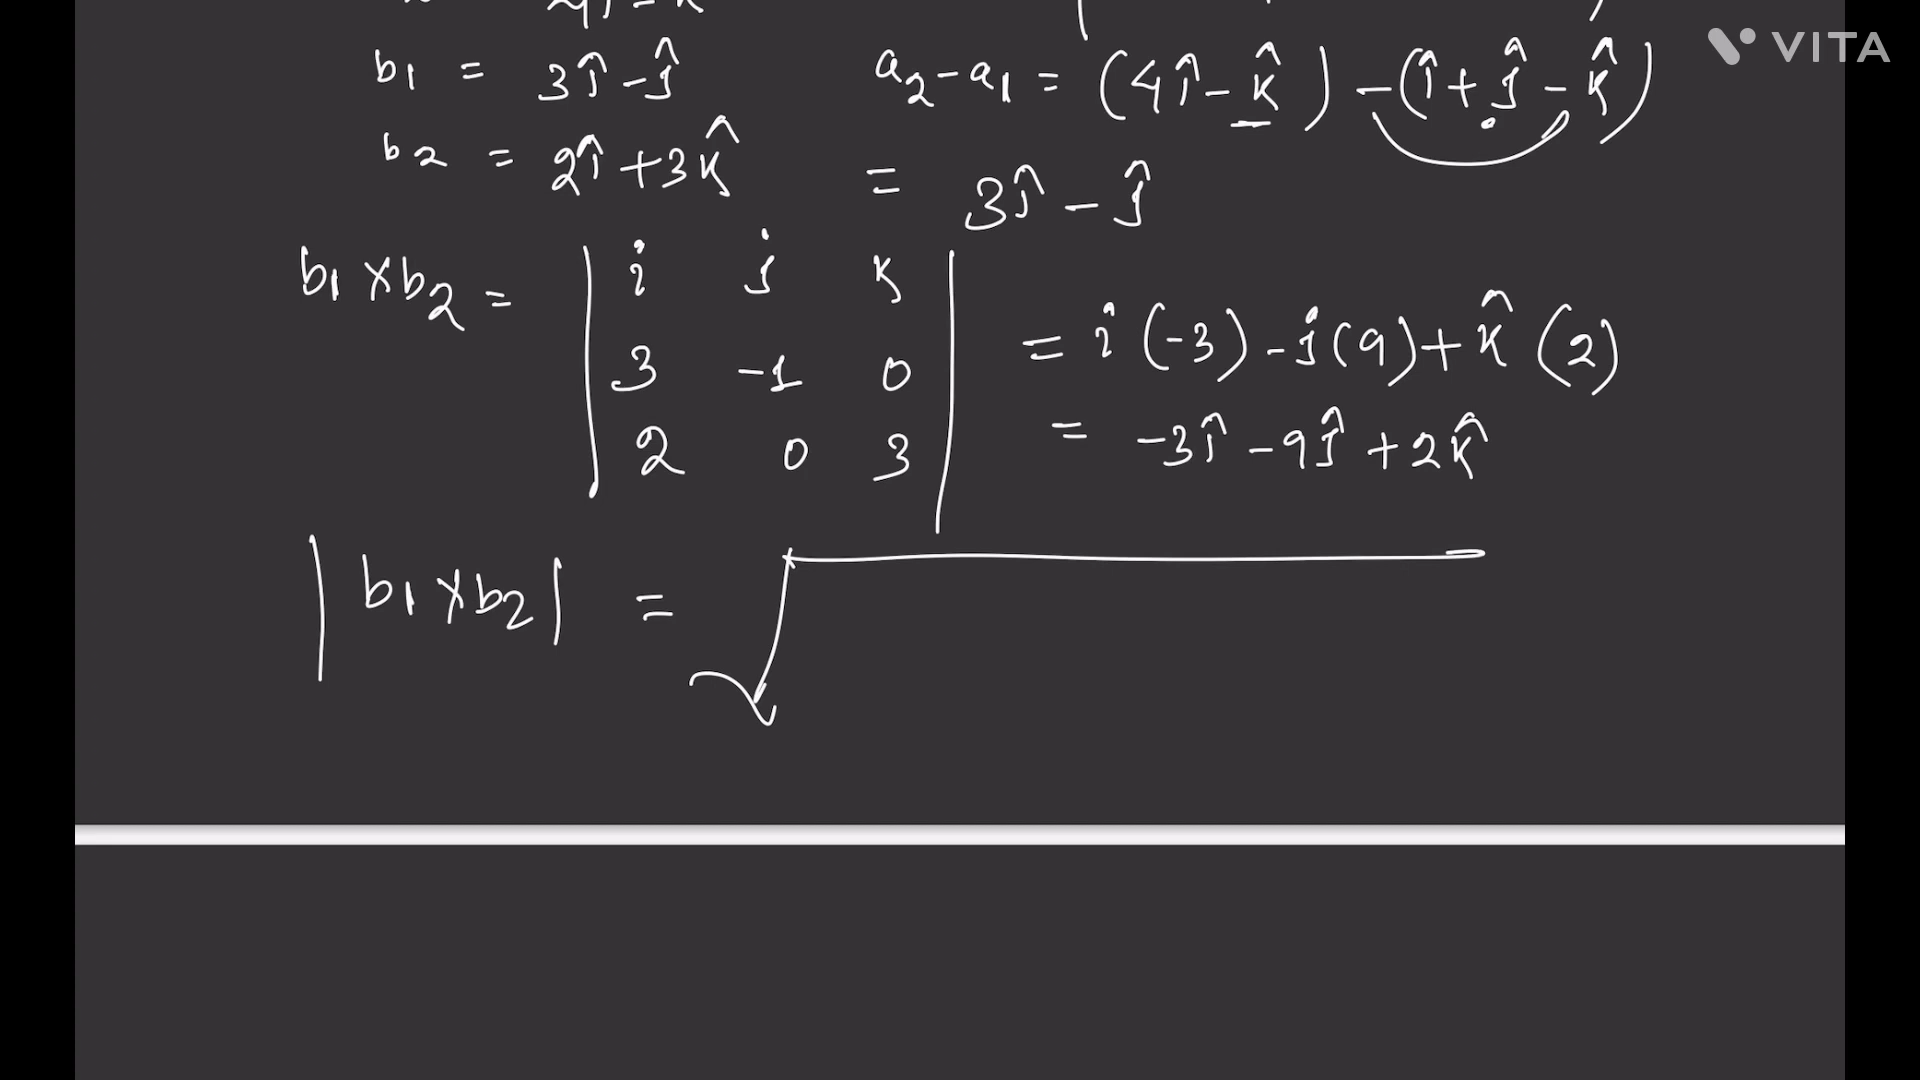 VITA
b1 = 3î - ĵ
a2 - a1 = (4î - k̂) - (î + ĵ - k̂)
b2 = 2î + 3k̂
= 3î - ĵ
b1 × b2 = | i j k |
| 3 -1 0 |
| 2 0 3 |
= i (-3) - j (9) + k̂ (2)
= -3î - 9ĵ + 2k̂
| b1 × b2 | = √